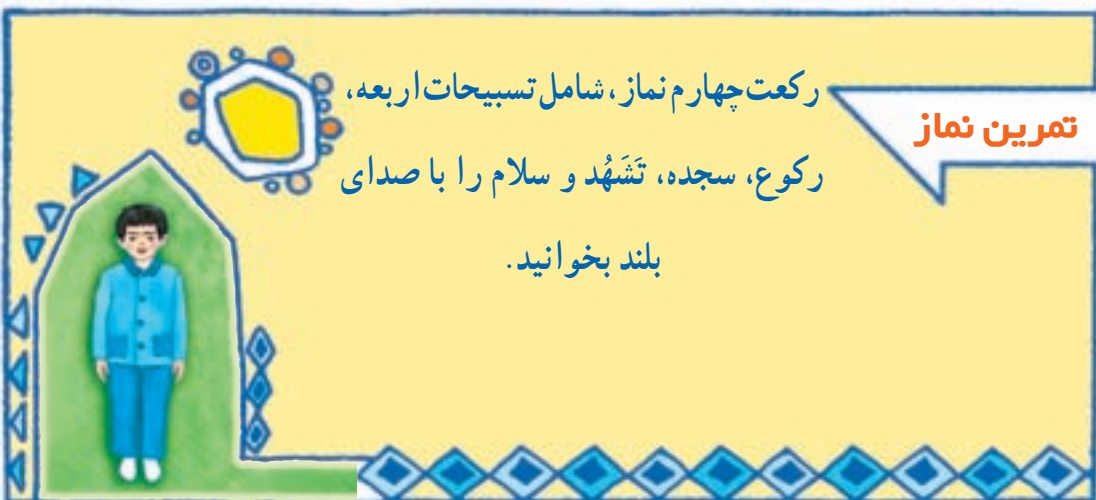 تمرین نماز
رکعت چهارم نماز، شامل تسبیحات اربعه،
رکوع، سجده، تَشَهُد و سلام را با صدای
بلند بخوانید.